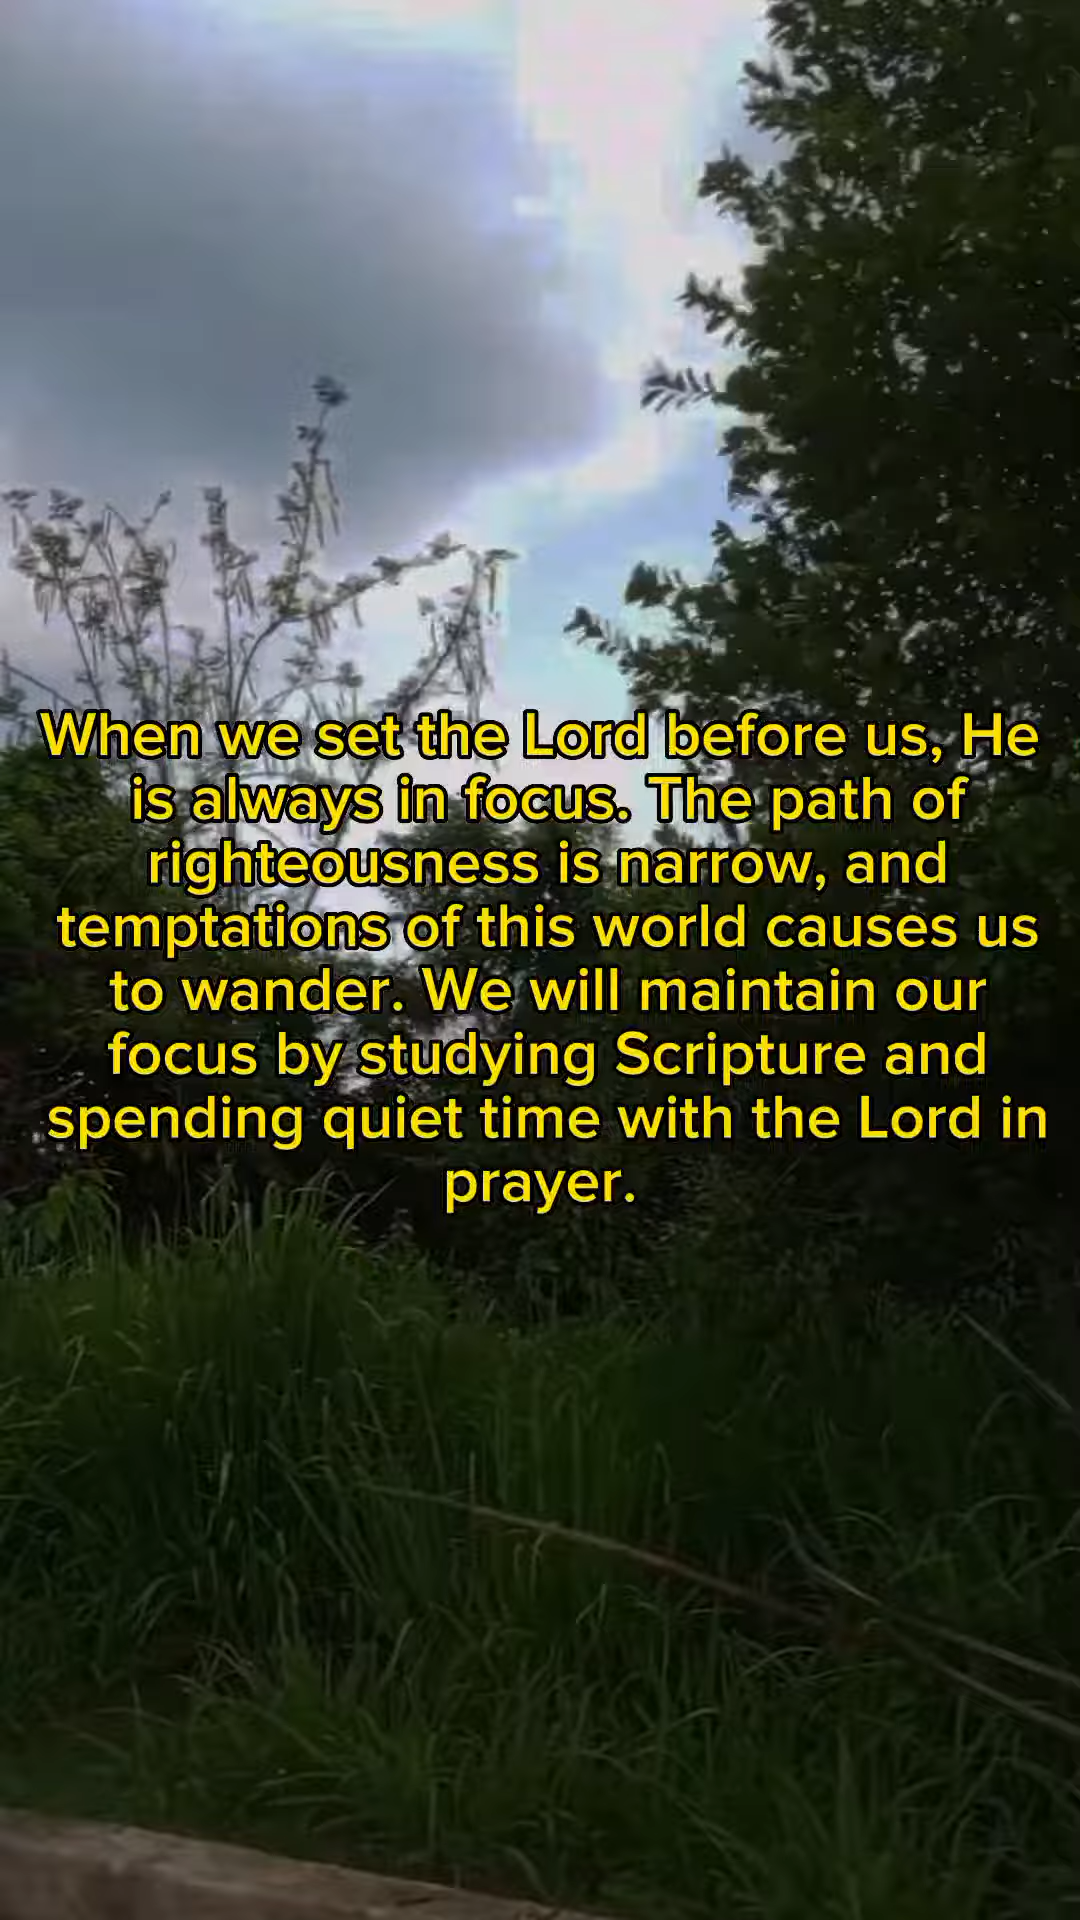 When we set the Lord before us, He
is always in focus. The path of
righteousness is narrow, and
temptations of this world causes us
to wander. We will maintain our
focus by studying Scripture and
spending quiet time with the Lord in
prayer.